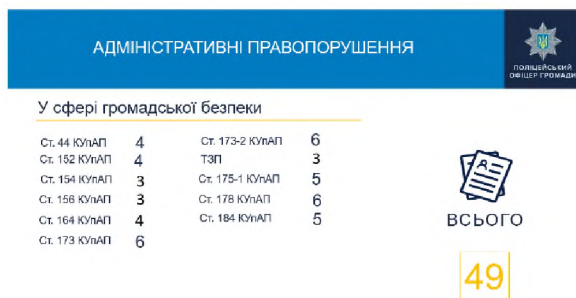 АДМІНІСТРАТИВНІ ПРАВОПОРУШЕННЯ
ПОЛІЦЕЙСЬКИЙ
ОФІЦЕР ГРОМАДИ
У сфері громадської безпеки
Ст. 44 КУпАП 4
Ст. 152 КУпАП 4
Ст. 154 КУпАП 3
Ст. 156 КУпАП 3
Ст. 164 КУпАП 4
Ст. 173 КУпАП 6
Ст. 173-2 КУпАП 6
ТЗП 3
Ст. 175-1 КУпАП 5
Ст. 178 КУпАП 6
Ст. 184 КУпАП 5
ВСЬОГО
49